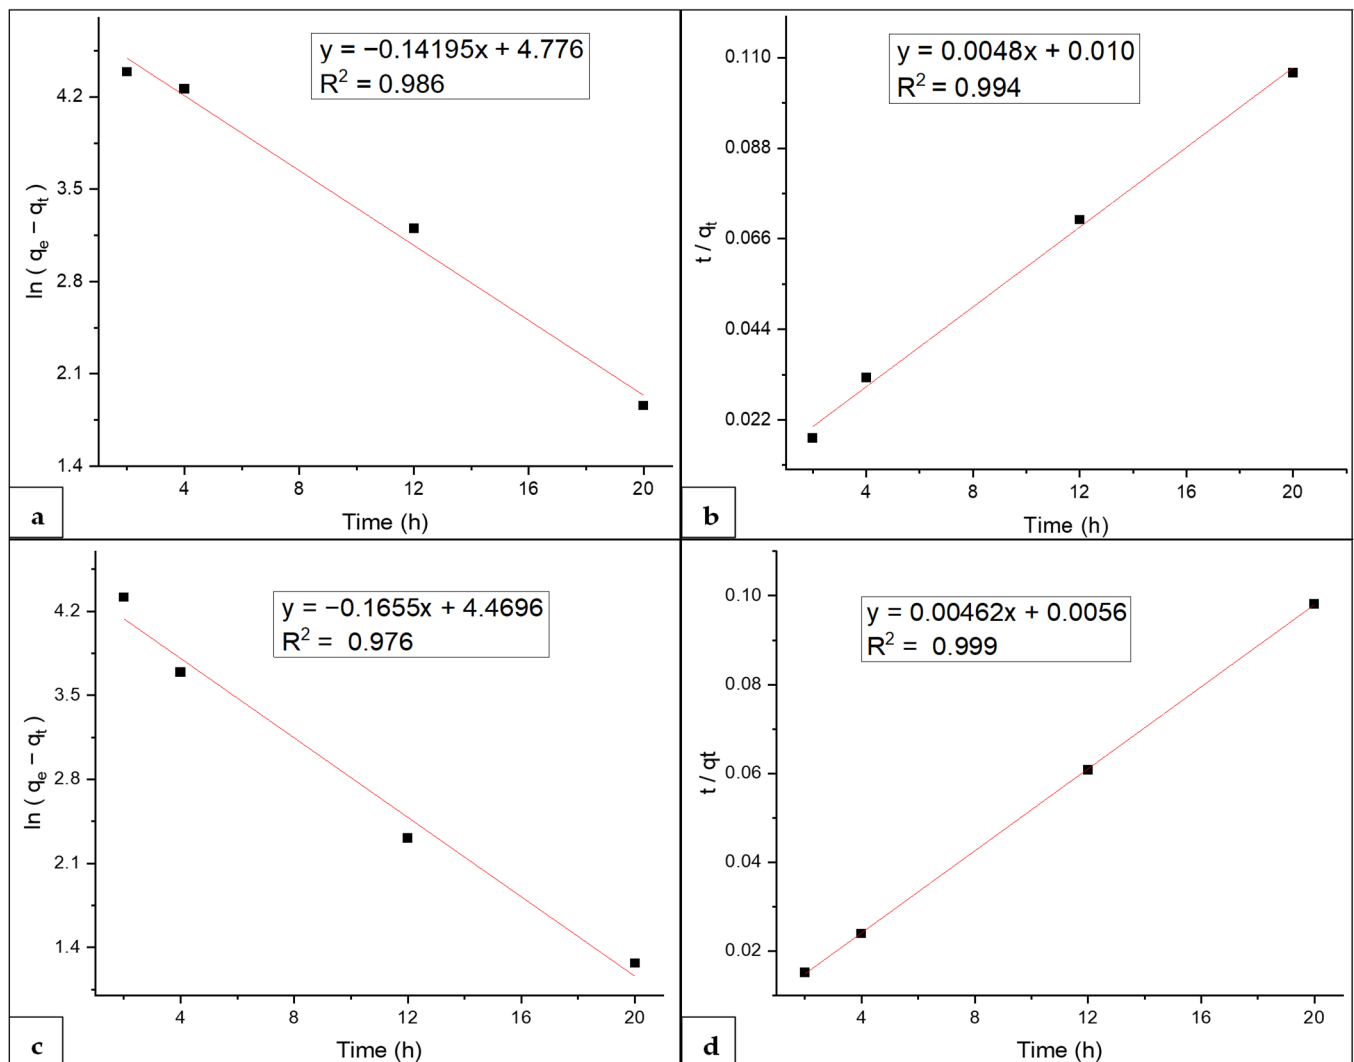 y = −0.14195x + 4.776
R² = 0.986
4.2
3.5
2.8
2.1
1.4
ln ( qₑ − qₜ )
4
8
12
16
20
Time (h)
a
y = 0.0048x + 0.010
R² = 0.994
0.110
0.088
0.066
0.044
0.022
t / qₜ
4
8
12
16
20
Time (h)
b
y = −0.1655x + 4.4696
R² = 0.976
4.2
3.5
2.8
2.1
1.4
ln ( qₑ − qₜ )
4
8
12
16
20
Time (h)
c
y = 0.00462x + 0.0056
R² = 0.999
0.10
0.08
0.06
0.04
0.02
t / qt
4
8
12
16
20
Time (h)
d